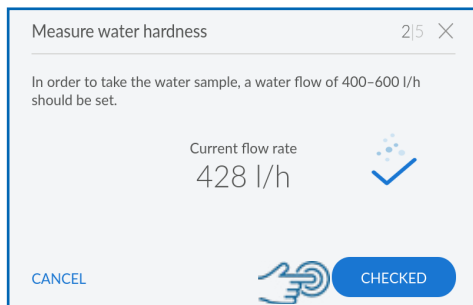 Measure water hardness
2|5
In order to take the water sample, a water flow of 400–600 l/h
should be set.
Current flow rate
428 l/h
CANCEL
CHECKED